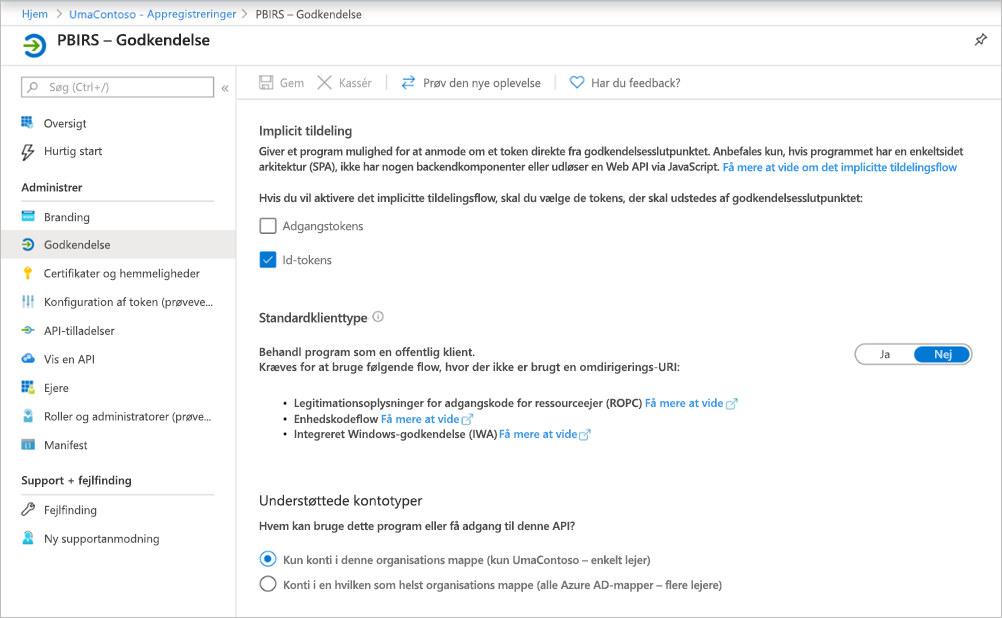 Hjem > UmaContoso - Appregistreringer > PBIRS – Godkendelse
PBIRS – Godkendelse
Søg (Ctrl+/)
«
Oversigt
Hurtig start
Administrer
Branding
Godkendelse
Certifikater og hemmeligheder
Konfiguration af token (prøveve...
API-tilladelser
Vis en API
Ejere
Roller og administratorer (prøve...
Manifest
Support + fejlfinding
Fejlfinding
Ny supportanmodning
Gem
Kassér
Prøv den nye oplevelse
Har du feedback?
Implicit tildeling
Giver et program mulighed for at anmode om et token direkte fra godkendelsesslutpunktet. Anbefales kun, hvis programmet har en enkeltsidet
arkitektur (SPA), ikke har nogen backendkomponenter eller udløser en Web API via JavaScript. Få mere at vide om det implicitte tildelingsflow
Hvis du vil aktivere det implicitte tildelingsflow, skal du vælge de tokens, der skal udstedes af godkendelsesslutpunktet:
Adgangstokens
Id-tokens
Standardklienttype
Behandl program som en offentlig klient.
Kræves for at bruge følgende flow, hvor der ikke er brugt en omdirigerings-URI:
Ja
Nej
• Legitimationsoplysninger for adgangskode for ressourceejer (ROPC) Få mere at vide
• Enhedskodeflow Få mere at vide
• Integreret Windows-godkendelse (IWA) Få mere at vide
Understøttede kontotyper
Hvem kan bruge dette program eller få adgang til denne API?
Kun konti i denne organisations mappe (kun UmaContoso – enkelt lejer)
Konti i en hvilken som helst organisations mappe (alle Azure AD-mapper – flere lejere)